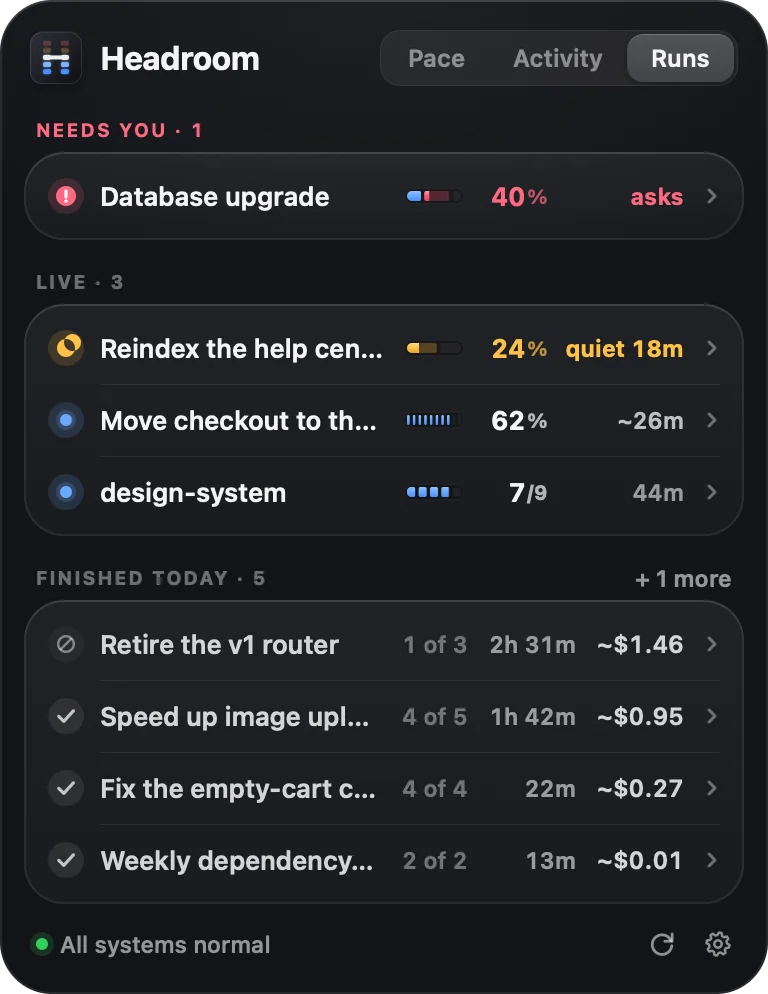 Headroom Pace Activity Runs
NEEDS YOU · 1
Database upgrade 40% asks
LIVE · 3
Reindex the help cen... 24% quiet 18m
Move checkout to th... 62% ~26m
design-system 7/9 44m
FINISHED TODAY · 5 + 1 more
Retire the v1 router 1 of 3 2h 31m ~$1.46
Speed up image upl... 4 of 5 1h 42m ~$0.95
Fix the empty-cart c... 4 of 4 22m ~$0.27
Weekly dependency... 2 of 2 13m ~$0.01
All systems normal